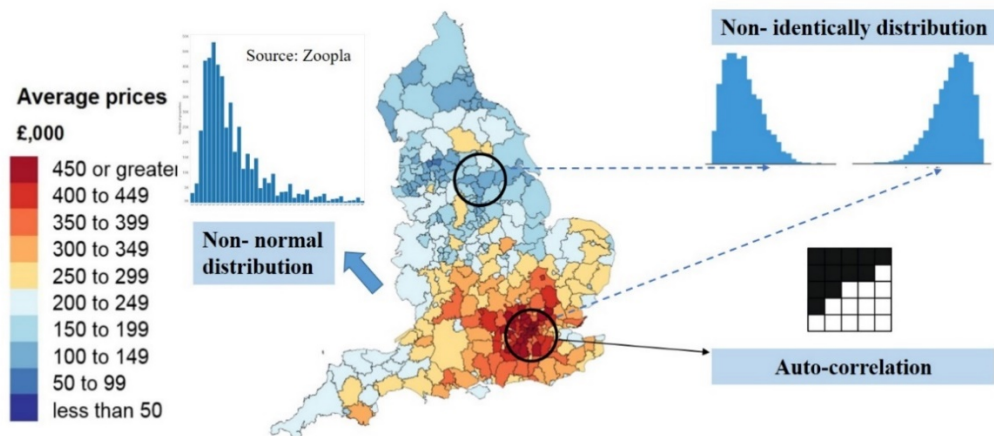 Average prices
£,000
450 or greater
400 to 449
350 to 399
300 to 349
250 to 299
200 to 249
150 to 199
100 to 149
50 to 99
less than 50
Source: Zoopla
Non- normal
distribution
Non- identically distribution
Auto-correlation